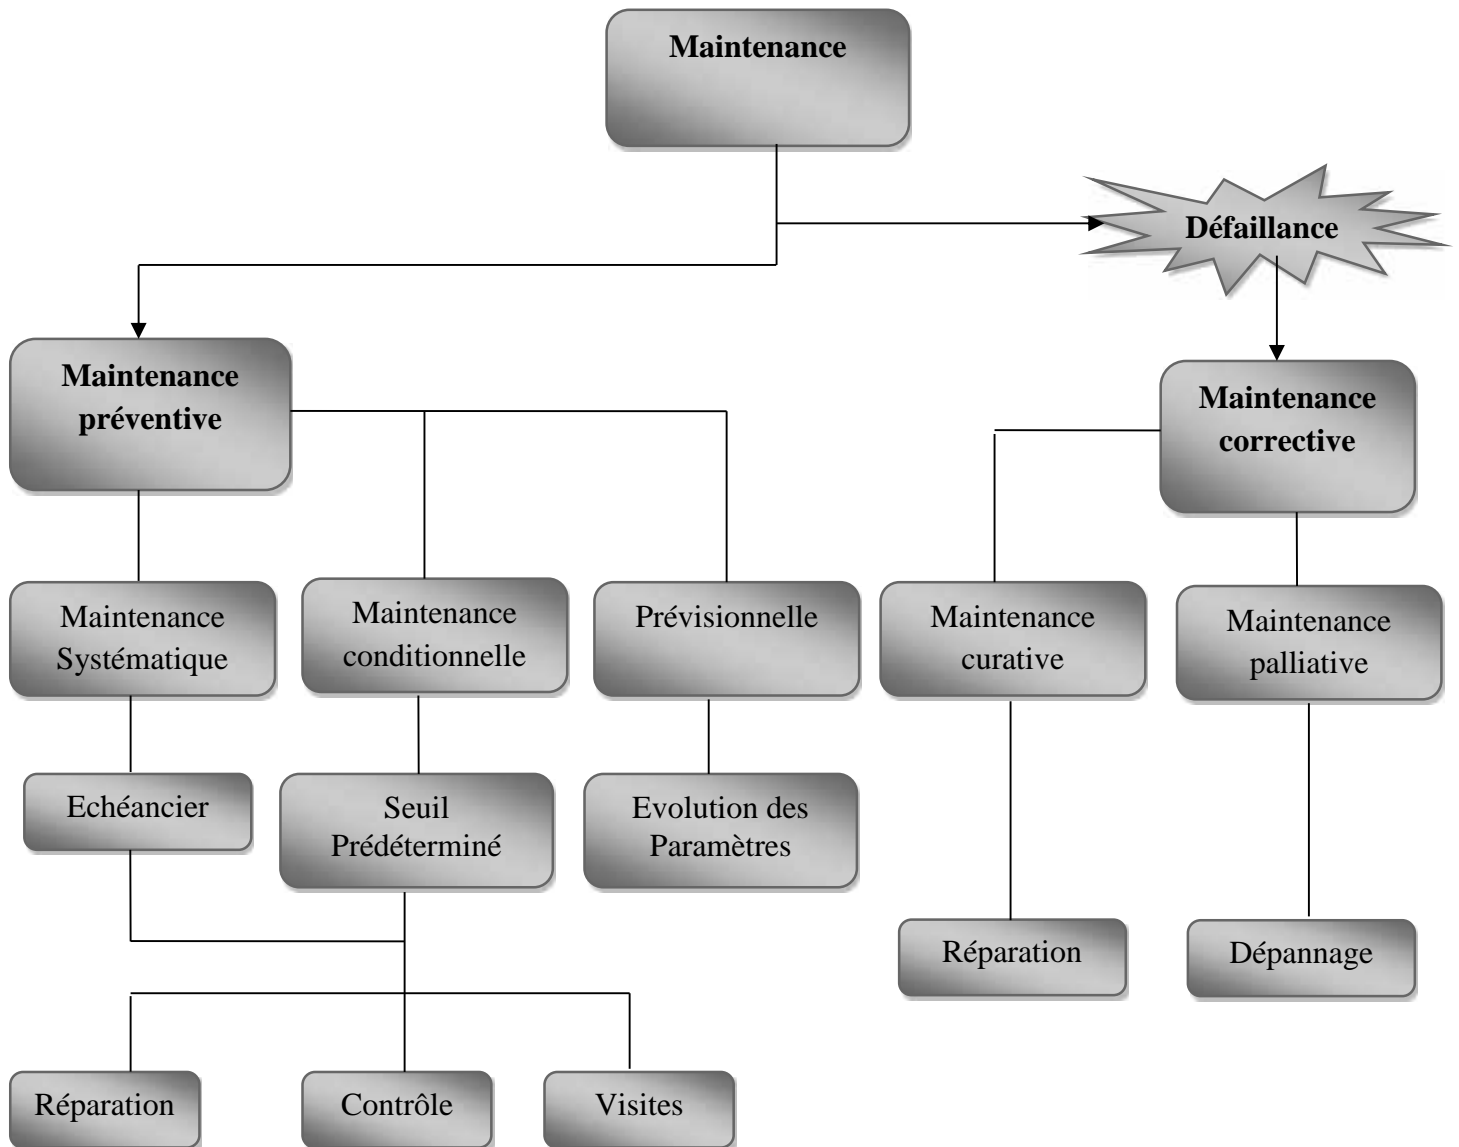 Maintenance
Défaillance
Maintenance
préventive
Maintenance
corrective
Maintenance
Systématique
Maintenance
conditionnelle
Prévisionnelle
Maintenance
curative
Maintenance
palliative
Echéancier
Seuil
Prédéterminé
Evolution des
Paramètres
Réparation
Dépannage
Réparation
Contrôle
Visites